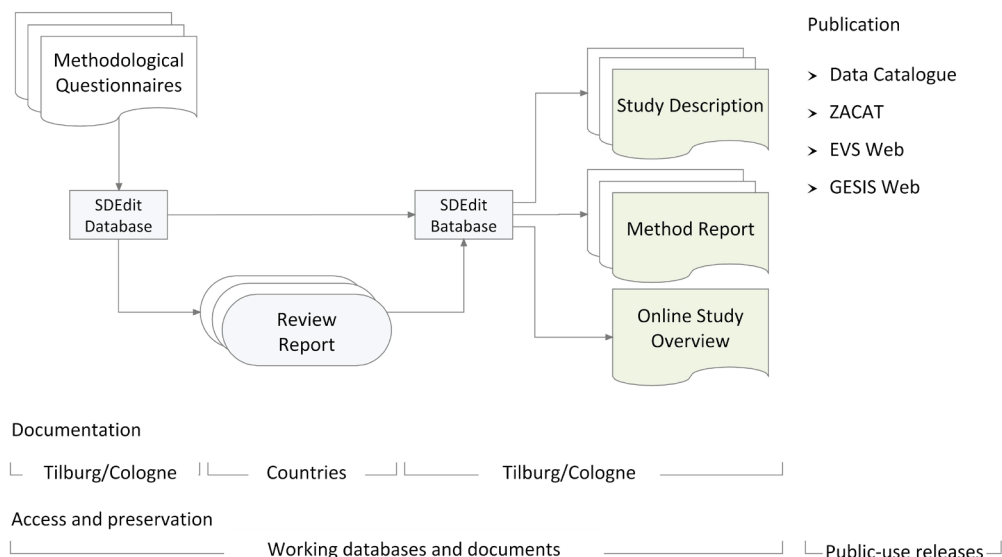 Methodological
Questionnaires
SDEdit
Database
Review
Report
SDEdit
Batabase
Study Description
Method Report
Online Study
Overview
Publication
➢ Data Catalogue
➢ ZACAT
➢ EVS Web
➢ GESIS Web
Documentation
Tilburg/Cologne Countries Tilburg/Cologne
Access and preservation
Working databases and documents Public-use releases